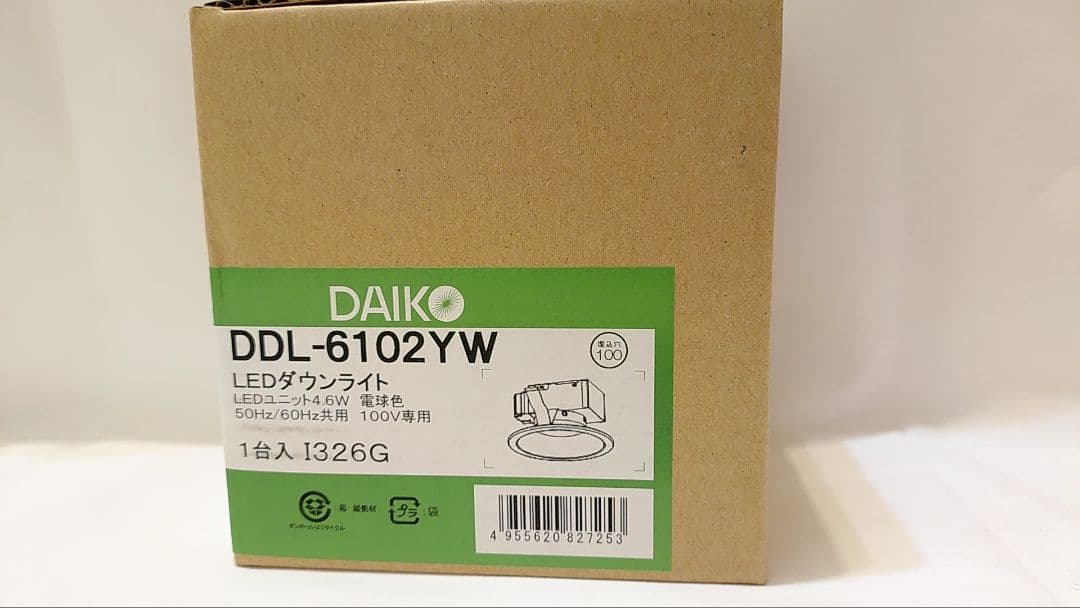 DAIKO
DDL-6102YW
埋込穴
100
LEDダウンライト
LEDユニット4.6W 電球色
50Hz/60Hz共用 100V専用
1台入 I326G
:箱・緩衝材
ダンボールはリサイクル
プラ
:袋
4 955620 827253